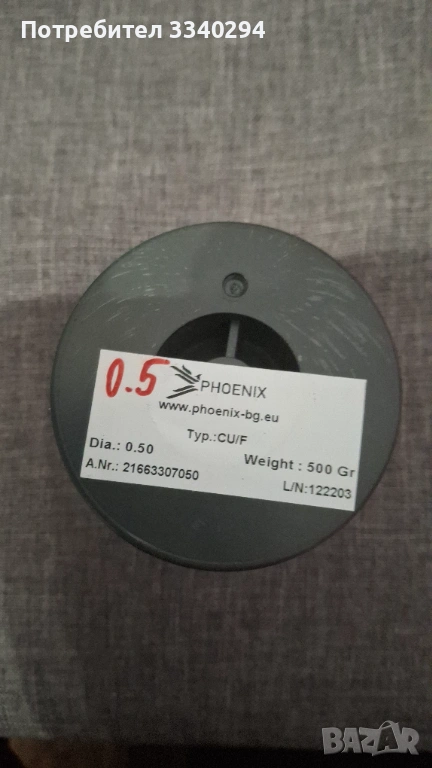 Потребител 3340294
0.5
PHOENIX
www.phoenix-bg.eu
Typ.:CU/F
Dia.: 0.50
Weight : 500 Gr
A.Nr.: 21663307050
L/N:122203
BAZAR